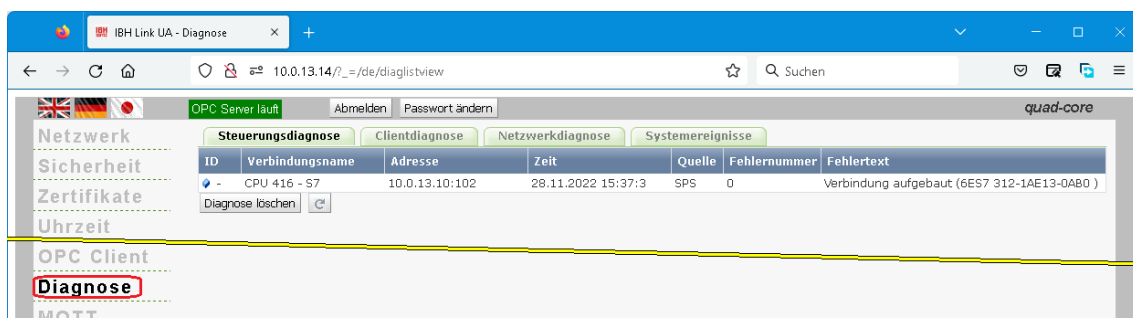 IBH Link UA - Diagnose
10.0.13.14/?_=/de/diaglistview
Suchen
OPC Server läuft
Abmelden
Passwort ändern
quad-core
Netzwerk
Sicherheit
Zertifikate
Uhrzeit
OPC Client
Diagnose
MQTT
Steuerungsdiagnose
Clientdiagnose
Netzwerkdiagnose
Systemereignisse
ID Verbindungsname Adresse Zeit Quelle Fehlernummer Fehlertext
- CPU 416 - S7 10.0.13.10:102 28.11.2022 15:37:3 SPS 0 Verbindung aufgebaut (6ES7 312-1AE13-0AB0 )
Diagnose löschen